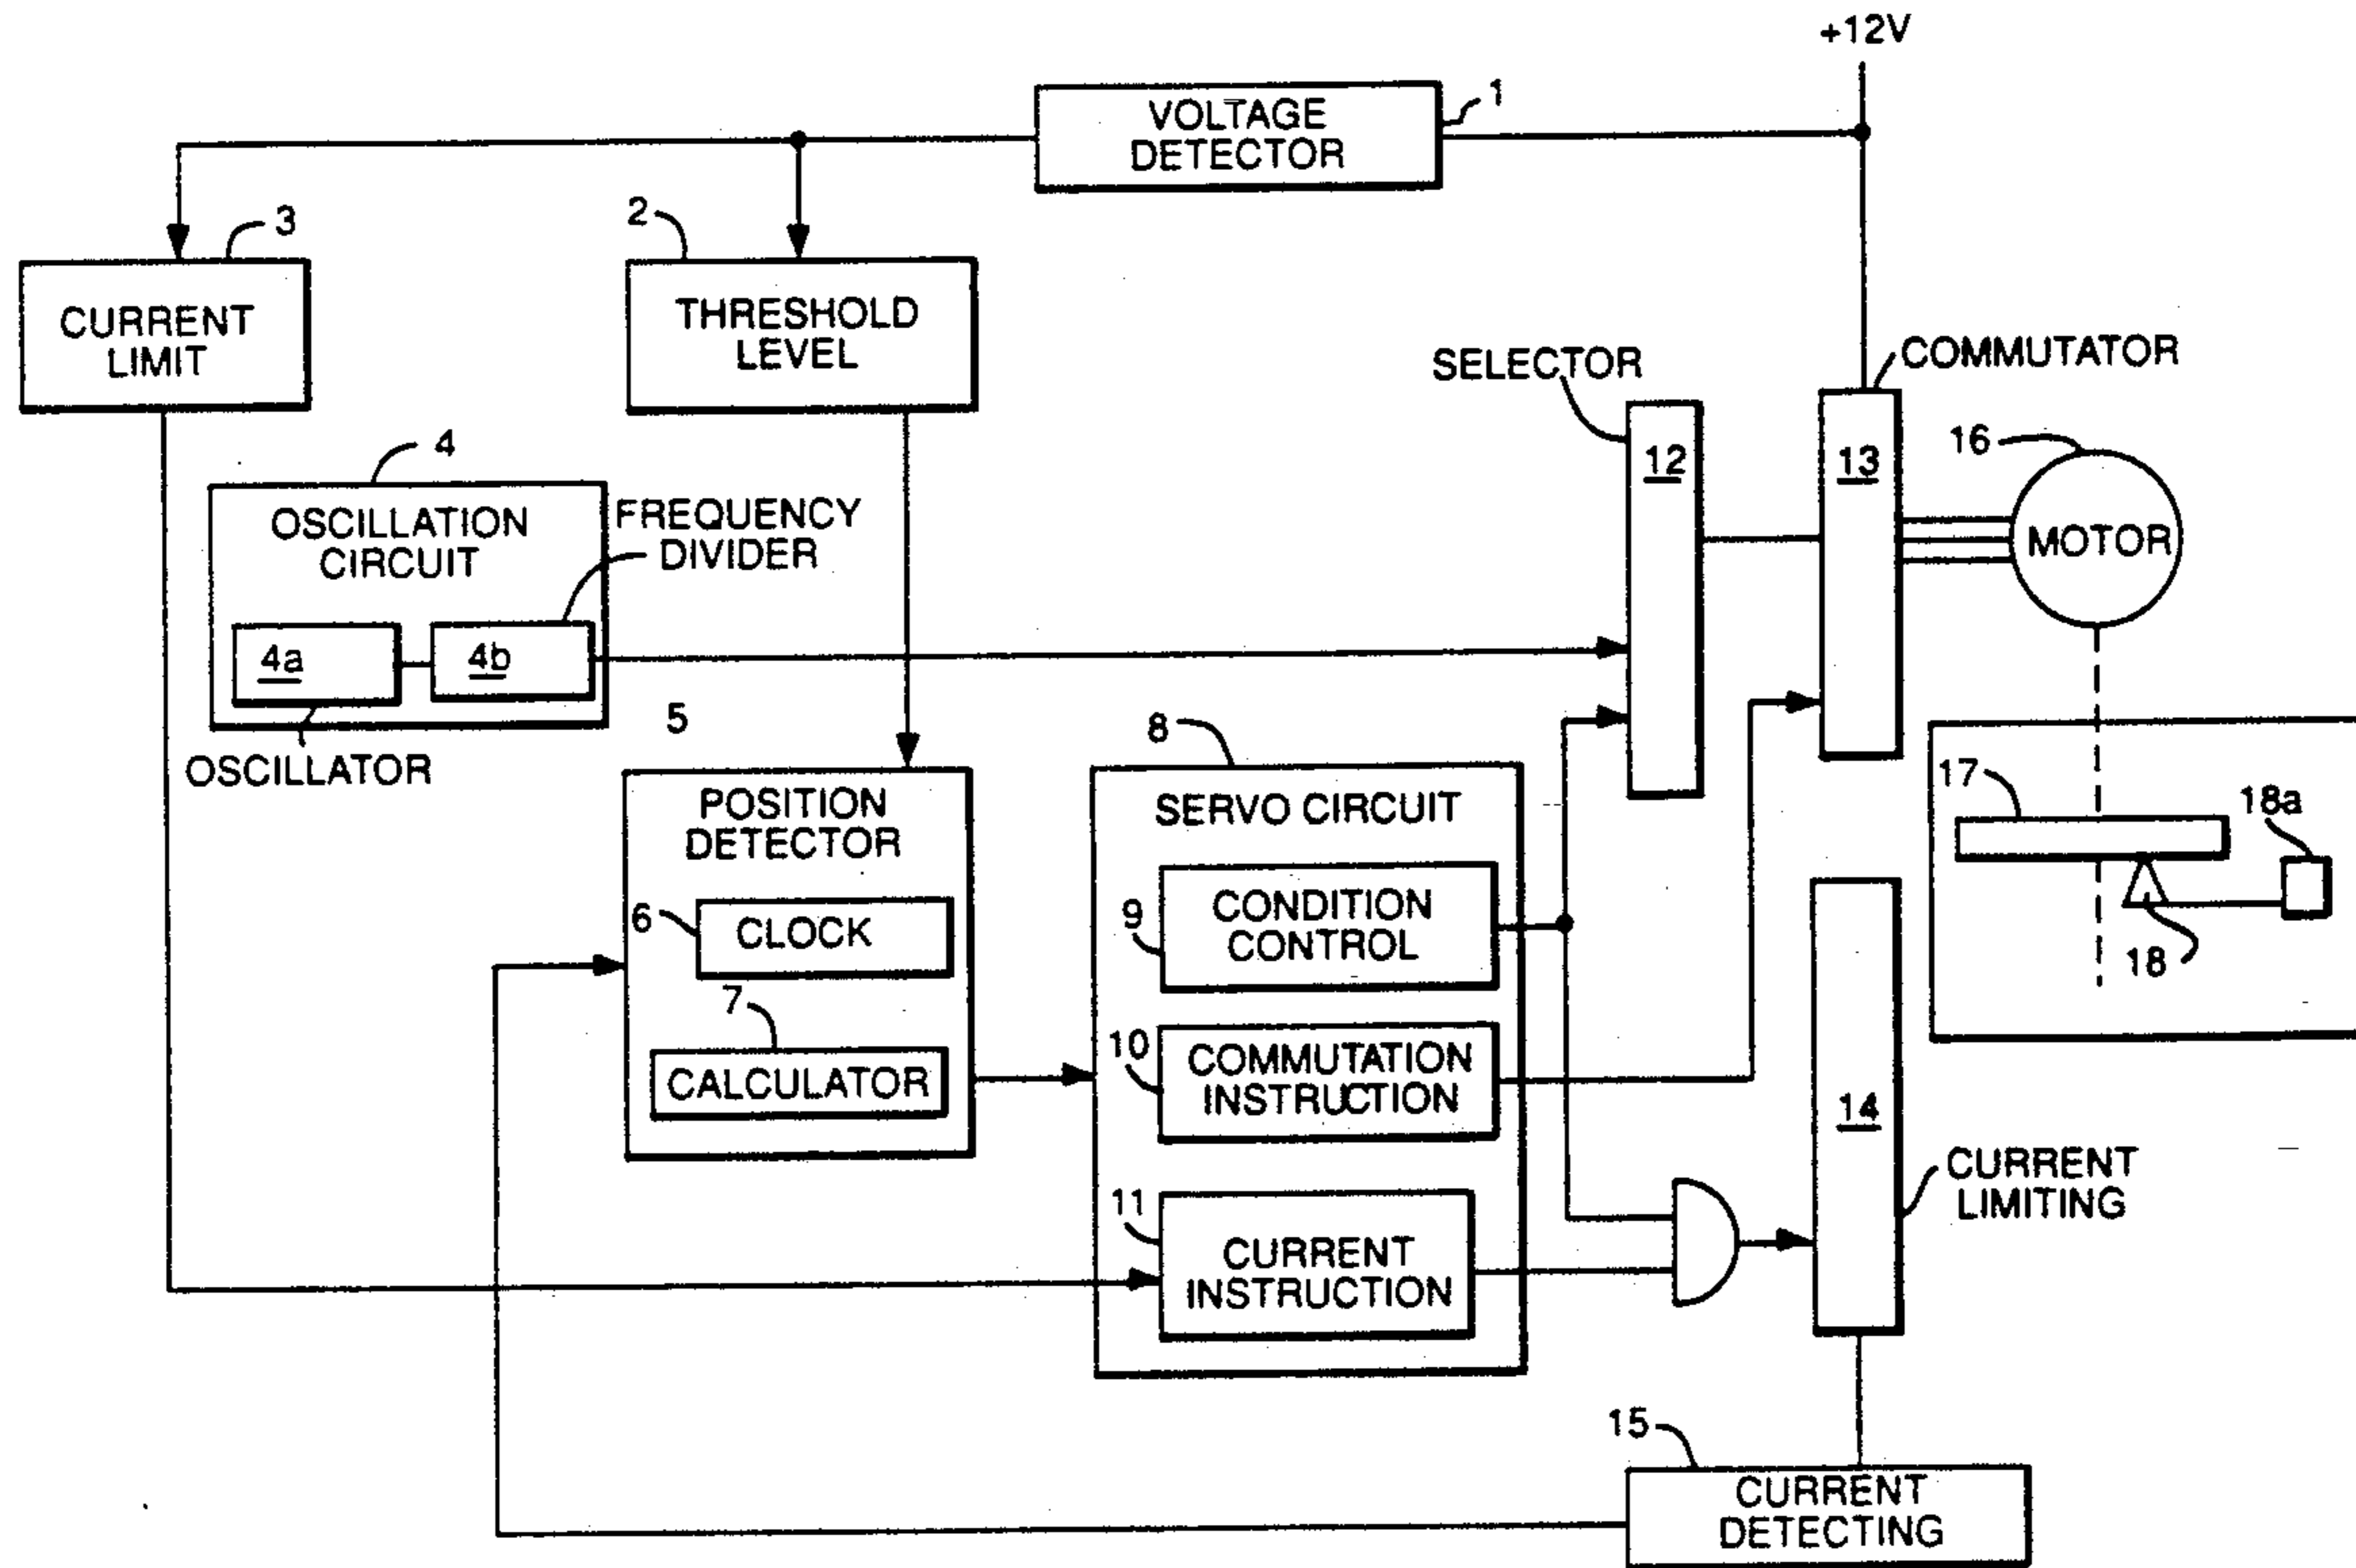 +12V
1
VOLTAGE
DETECTOR
3
2
CURRENT
LIMIT
THRESHOLD
LEVEL
SELECTOR
COMMUTATOR
12
13
16
MOTOR
4
OSCILLATION
CIRCUIT
FREQUENCY
DIVIDER
4a
4b
OSCILLATOR
5
POSITION
DETECTOR
6
CLOCK
7
CALCULATOR
8
SERVO CIRCUIT
9
CONDITION
CONTROL
10
COMMUTATION
INSTRUCTION
11
CURRENT
INSTRUCTION
17
18a
18
14
CURRENT
LIMITING
15
CURRENT
DETECTING